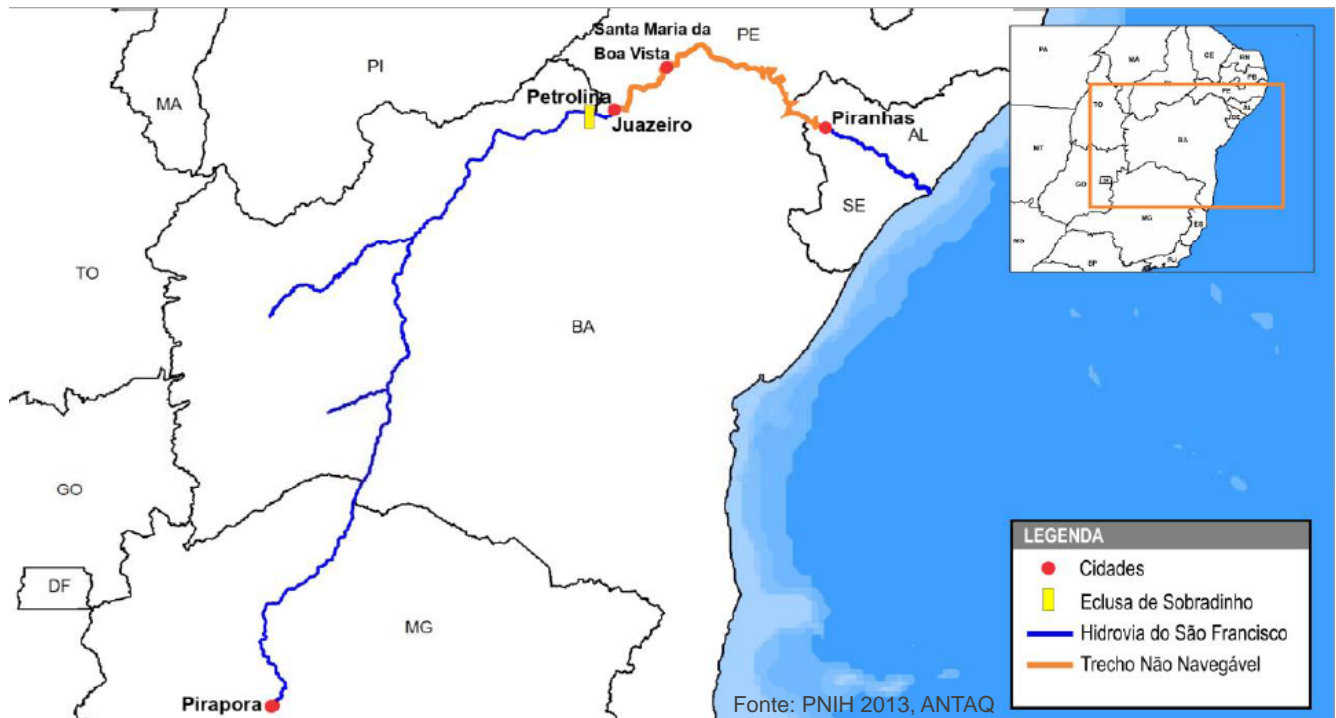 Santa Maria da
Boa Vista
PE
PI
MA
Petrolina
Juazeiro
Piranhas
AL
SE
TO
BA
GO
DF
MG
Pirapora
PA
MA
CE
RN
PB
PE
AL
SE
TO
BA
MT
GO
DF
MG
ES
MS
SP
RJ
LEGENDA
Cidades
Eclusa de Sobradinho
Hidrovia do São Francisco
Trecho Não Navegável
Fonte: PNIH 2013, ANTAQ